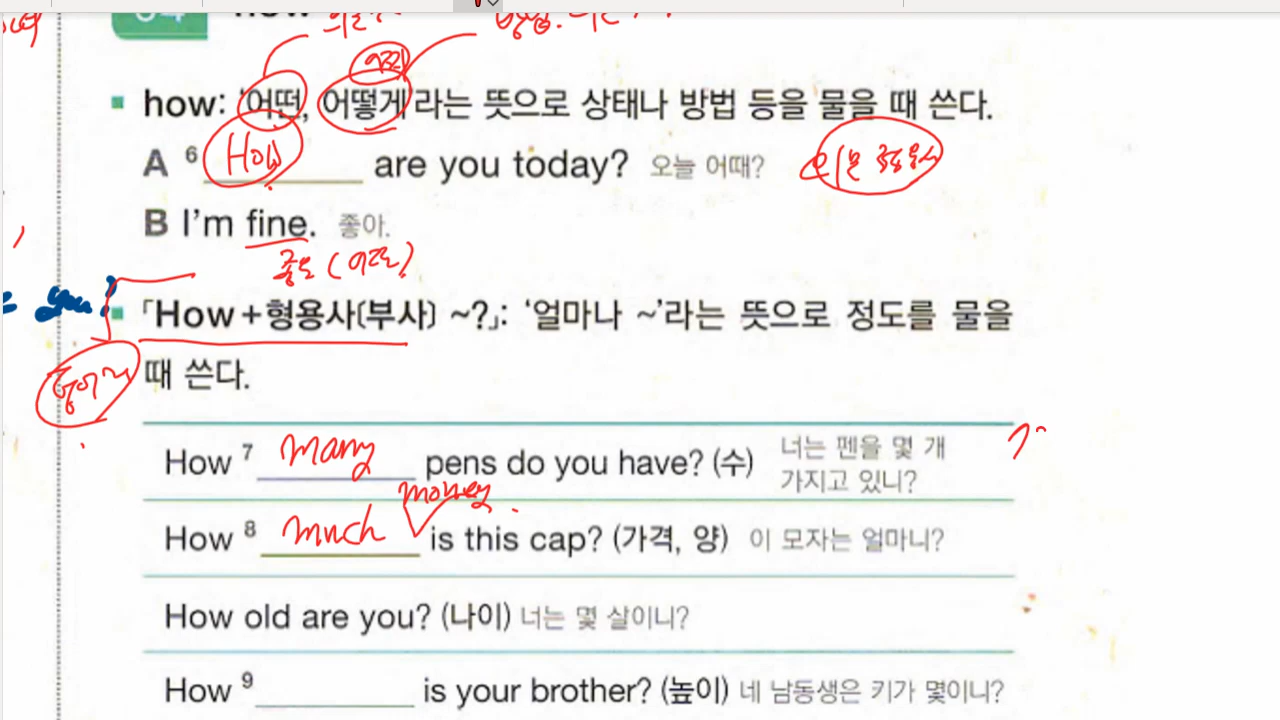 how: '어떤, 어떻게'라는 뜻으로 상태나 방법 등을 물을 때 쓴다.
A 6 How are you today? 오늘 어때?
B I'm fine. 좋아.
you
「How+형용사(부사) ~?」: '얼마나 ~'라는 뜻으로 정도를 물을
때 쓴다.
How 7 many pens do you have? (수) 너는 펜을 몇 개
가지고 있니?
money
How 8 much is this cap? (가격, 양) 이 모자는 얼마니?
How old are you? (나이) 너는 몇 살이니?
How 9 is your brother? (높이) 네 남동생은 키가 몇이니?